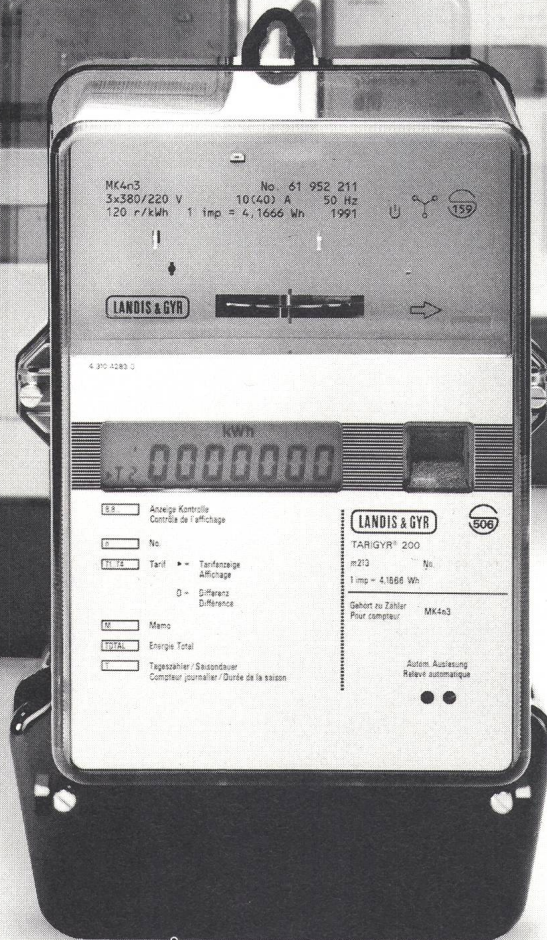 MK4n3 No. 61 952 211
3x380/220 V 10(40) A 50 Hz
120 r/kWh 1 imp = 4,1666 Wh 1991
159
LANDIS & GYR
4 310 4283 0
kWh
T2 0000000
8.8... Anzeige Kontrolle
Contrôle de l'affichage
n No.
T1..T4 Tarif ► = Tarifanzeige
Affichage
0 = Differenz
Différence
M Memo
TOTAL Energie Total
T Tageszähler / Saisondauer
Compteur journalier / Durée de la saison
LANDIS & GYR 506
TARIGYR® 200
m213 No.
1 imp = 4,1666 Wh
Gehört zu Zähler
Pour compteur MK4n3
Autom. Auslesung
Relevé automatique